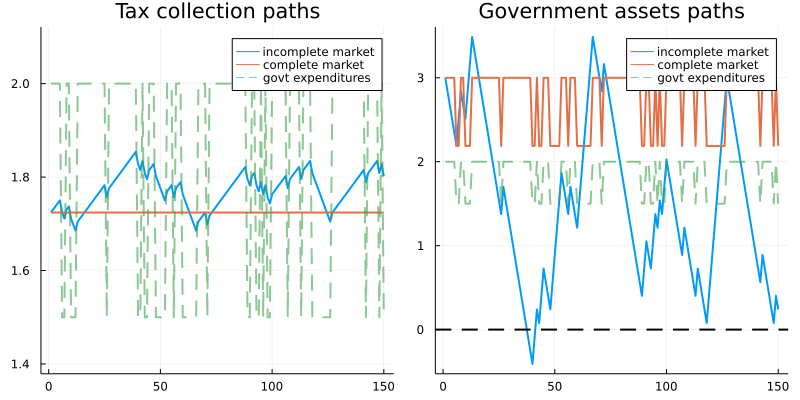 Tax collection paths
incomplete market
complete market
govt expenditures
2.0
1.8
1.6
1.4
0
50
100
150
Government assets paths
incomplete market
complete market
govt expenditures
3
2
1
0
0
50
100
150